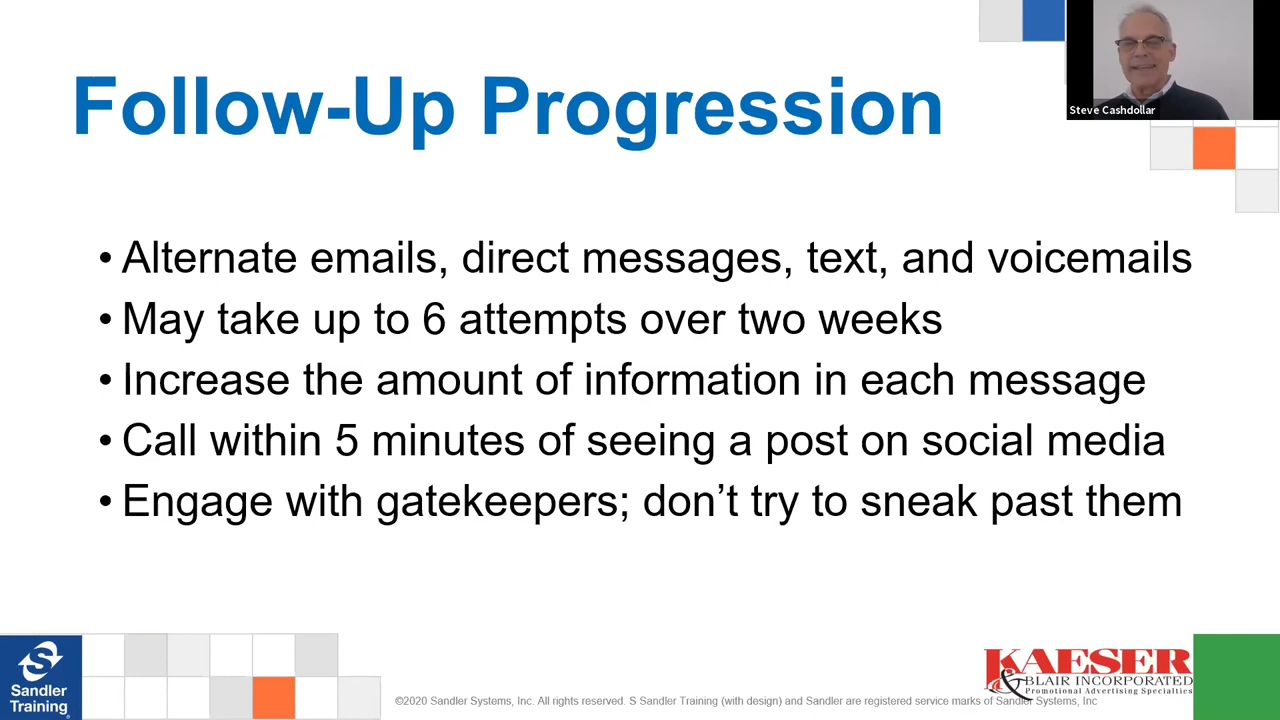 Steve Cashdollar
Follow-Up Progression
• Alternate emails, direct messages, text, and voicemails
• May take up to 6 attempts over two weeks
• Increase the amount of information in each message
• Call within 5 minutes of seeing a post on social media
• Engage with gatekeepers; don’t try to sneak past them
S
Sandler
Training®
©2020 Sandler Systems, Inc. All rights reserved. S Sandler Training (with design) and Sandler are registered service marks of Sandler Systems, Inc
KAESER
& BLAIR INCORPORATED
Promotional Advertising Specialties